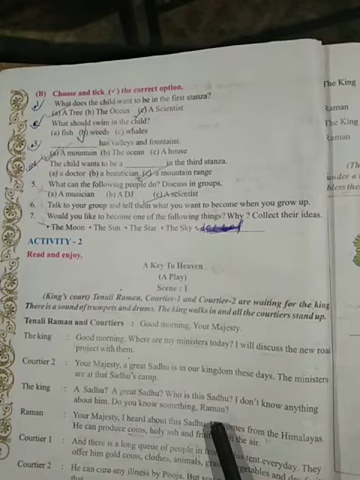 (B) Choose and tick (✓) the correct option.
1. What does the child want to be in the first stanza?
(a) A Tree (b) The Ocean (c) A Scientist
2. What should swim in the child?
(a) fish (b) weeds (c) whales
3. has valleys and fountains.
(a) A mountain (b) The ocean (c) A house
4. The child wants to be a in the third stanza.
(a) a doctor (b) a beautician (c) a mountain range
5. What can the following people do? Discuss in groups.
(a) A musician (b) A DJ (c) A scientist
6. Talk to your group and tell them what you want to become when you grow up.
7. Would you like to become one of the following things? Why? Collect their ideas.
• The Moon • The Sun • The Star • The Sky
ACTIVITY - 2
Read and enjoy.
A Key To Heaven
(A Play)
Scene : 1
(King's court) Tenali Raman, Courtier-1 and Courtier-2 are waiting for the king
There is a sound of trumpets and drums. The king walks in and all the courtiers stand up.
Tenali Raman and Courtiers : Good morning, Your Majesty.
The king : Good morning. Where are my ministers today? I will discuss the new roa
project with them.
Courtier 2 : Your Majesty, a great Sadhu is in our kingdom these days. The ministers
are at that Sadhu's camp.
The king : A Sadhu? A great Sadhu? Who is this Sadhu? I don't know anything
about him. Do you know something, Raman?
Raman : Your Majesty, I heard about this Sadhu. comes from the Himalayas.
He can produce coins, holy ash and the air.
Courtier 1 : And there is a long queue of people in tent everyday. They
offer him gold coins, clothes, animals,
Courtier 2 : He can cure any illness by Pooja. But
The King
Raman
The King
Raman
(Th
under a
bless the